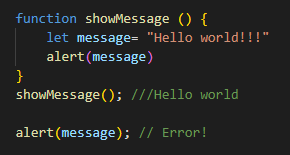 function showMessage () {
    let message= "Hello world!!!"
    alert(message)
}
showMessage(); ///Hello world

alert(message); // Error!